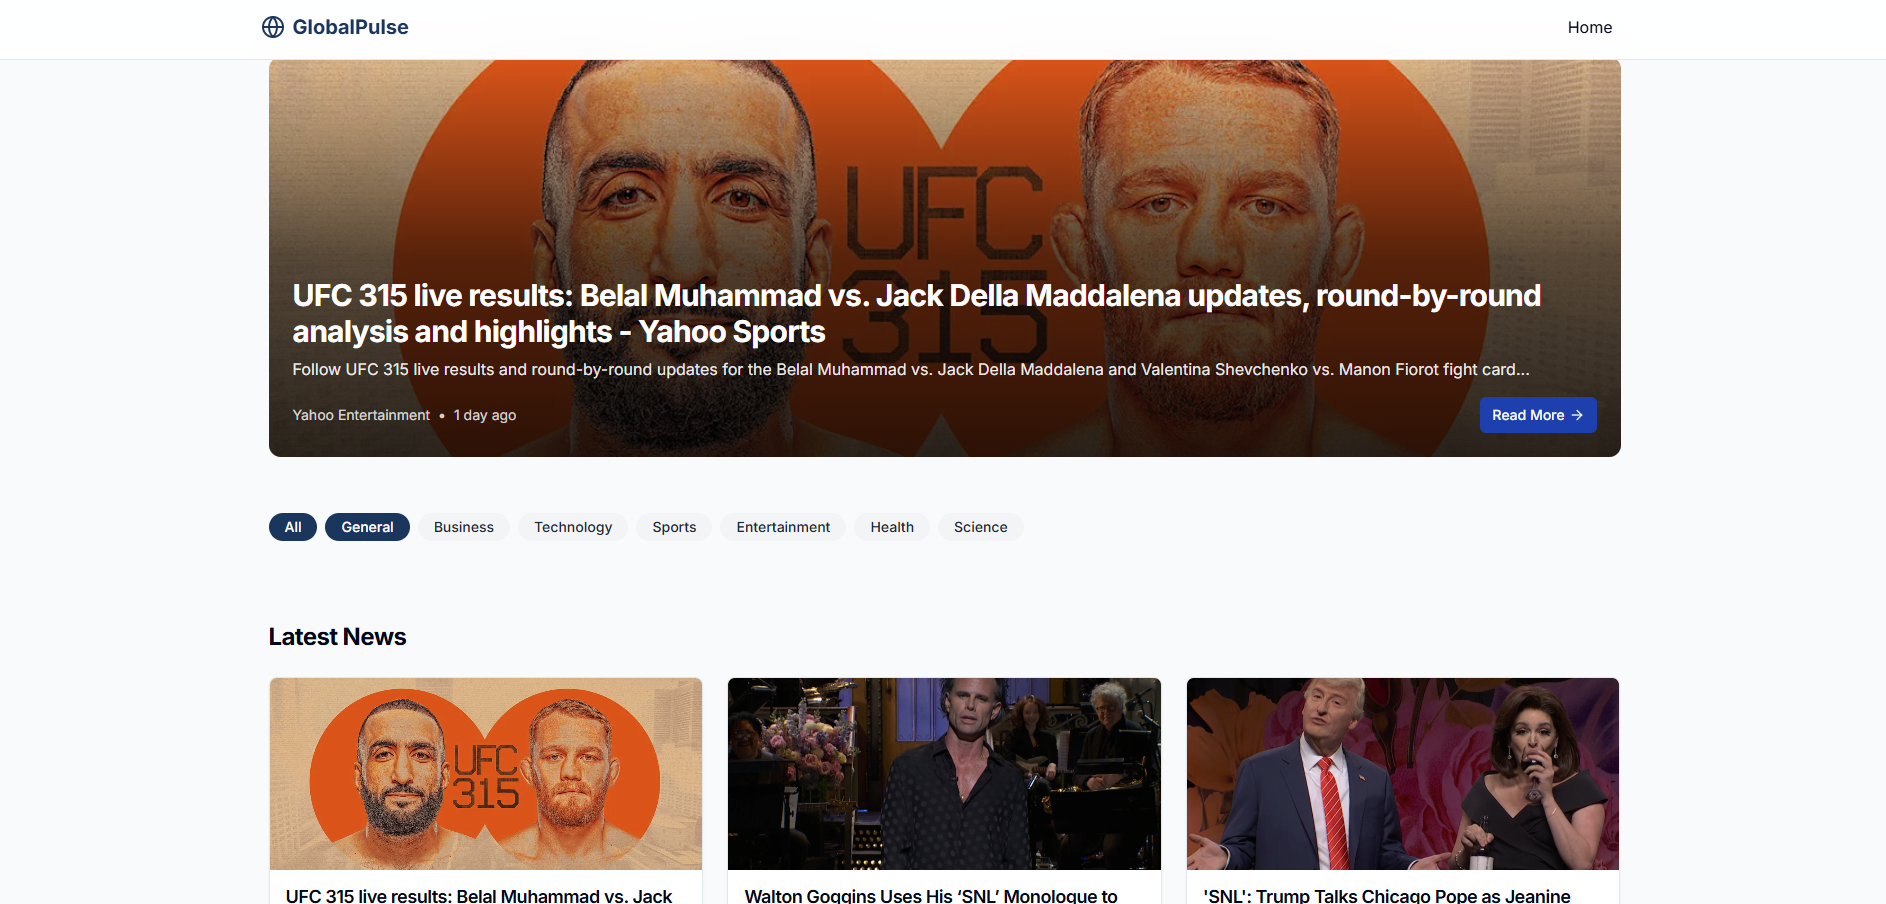 GlobalPulse
Home
UFC
315
UFC 315 live results: Belal Muhammad vs. Jack Della Maddalena updates, round-by-round
analysis and highlights - Yahoo Sports
Follow UFC 315 live results and round-by-round updates for the Belal Muhammad vs. Jack Della Maddalena and Valentina Shevchenko vs. Manon Fiorot fight card...
Yahoo Entertainment • 1 day ago
Read More →
All
General
Business
Technology
Sports
Entertainment
Health
Science
Latest News
UFC
315
UFC 315 live results: Belal Muhammad vs. Jack
Walton Goggins Uses His ‘SNL’ Monologue to
'SNL': Trump Talks Chicago Pope as Jeanine